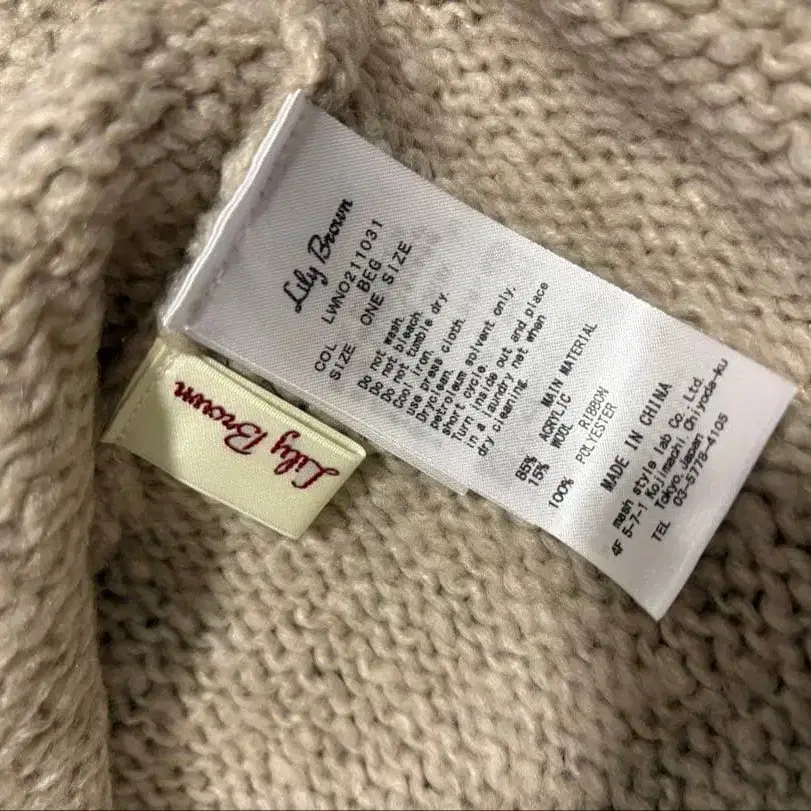 Lily Brown
LWNO211031
COL BEG
SIZE ONE SIZE
Do not wash.
Do not bleach.
Do not tumble dry.
Cool iron.
use press cloth.
Dryclean
petroleum solvent only,
short cycle.
Turn inside out and place
in a laundry net when
dry cleaning.
MAIN MATERIAL
85% ACRYLIC
15% WOOL
RIBBON
100% POLYESTER
MADE IN CHINA
mash style lab Co. Ltd.
4F 5-7-1 Kojimachi Chiyoda-ku
Tokyo, Japan
TEL 03-5778-4105
Lily Brown